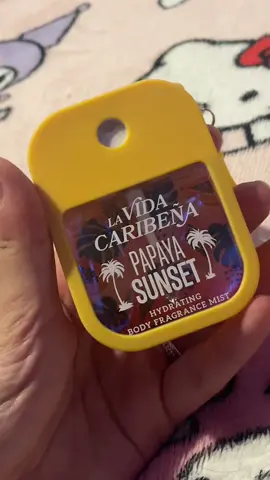 LA VIDA
CARIBEÑA
PAPAYA
SUNSET
HYDRATING
BODY FRAGRANCE MIST